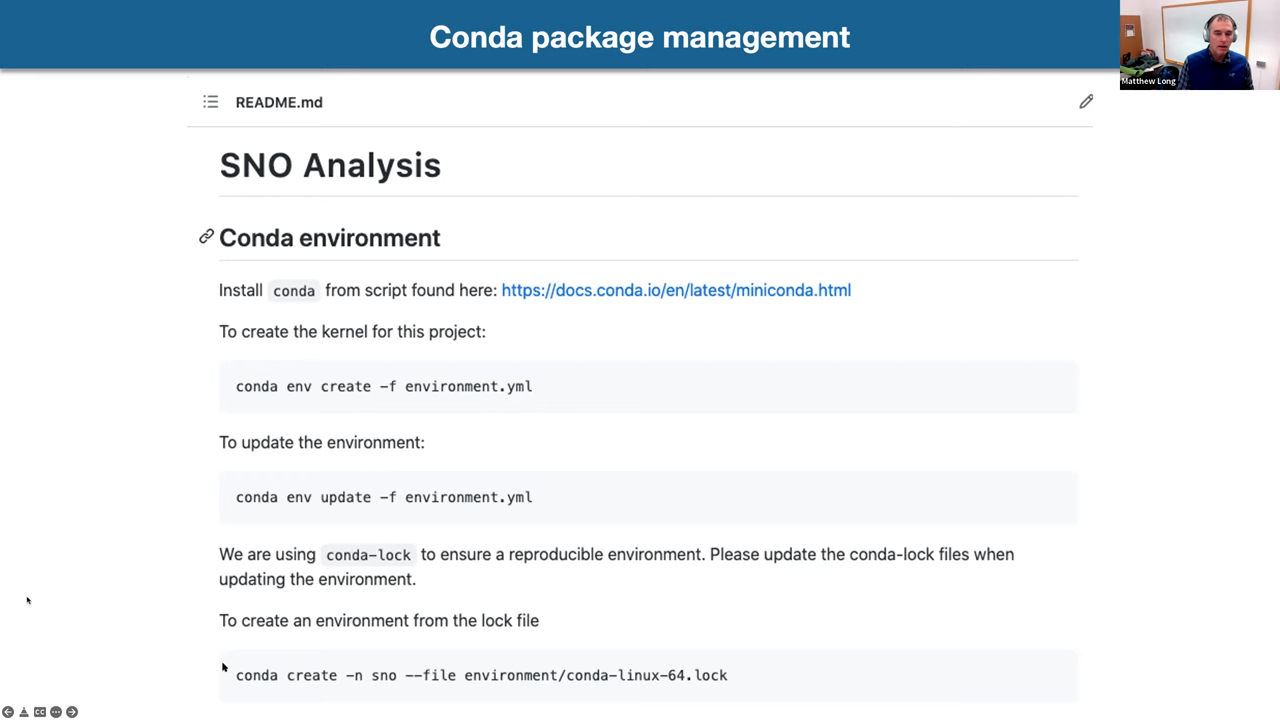 Conda package management
Matthew Long
README.md
SNO Analysis
Conda environment
Install conda from script found here: https://docs.conda.io/en/latest/miniconda.html
To create the kernel for this project:
conda env create -f environment.yml
To update the environment:
conda env update -f environment.yml
We are using conda-lock to ensure a reproducible environment. Please update the conda-lock files when
updating the environment.
To create an environment from the lock file
conda create -n sno --file environment/conda-linux-64.lock
CC